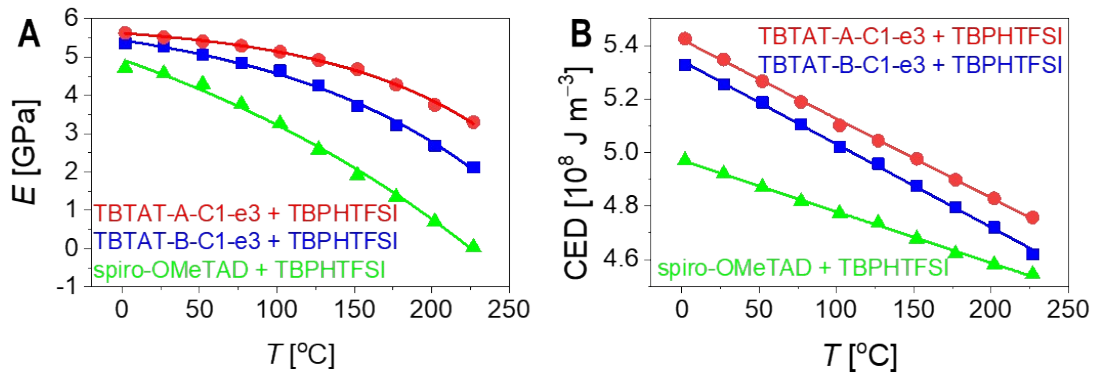 A
E [GPa]
6
5
4
3
2
1
0
-1
TBTAT-A-C1-e3 + TBPHTFSI
TBTAT-B-C1-e3 + TBPHTFSI
spiro-OMeTAD + TBPHTFSI
0 50 100 150 200 250
T [°C]
B
CED [10⁸ J m⁻³]
5.4
5.2
5.0
4.8
4.6
TBTAT-A-C1-e3 + TBPHTFSI
TBTAT-B-C1-e3 + TBPHTFSI
spiro-OMeTAD + TBPHTFSI
0 50 100 150 200 250
T [°C]